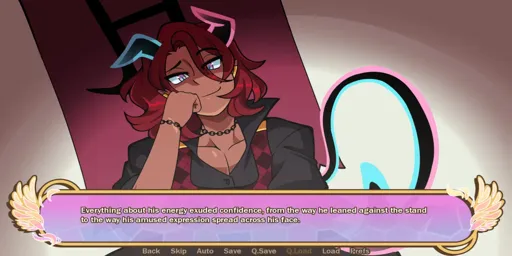 Everything about his energy exuded confidence, from the way he leaned against the stand
to the way his amused expression spread across his face.
Back Skip Auto Save Q.Save Q.Load Load Prefs